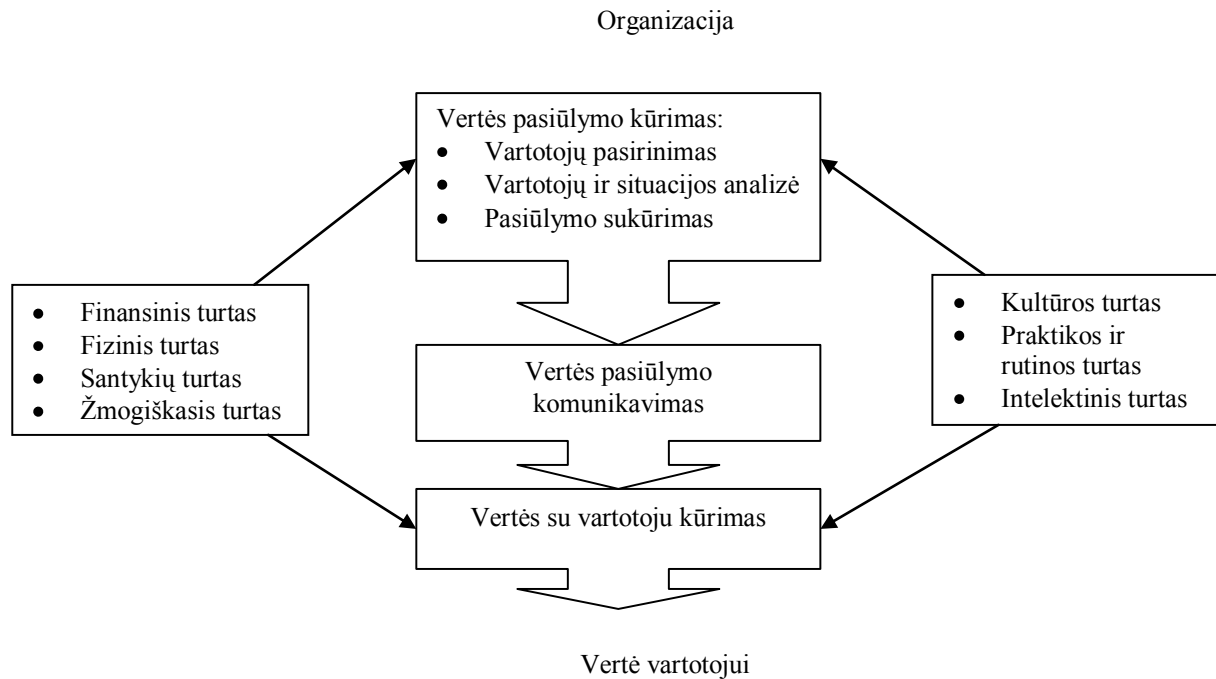 Organizacija
Vertės pasiūlymo kūrimas:
• Vartotojų pasirinimas
• Vartotojų ir situacijos analizė
• Pasiūlymo sukūrimas
• Finansinis turtas
• Fizinis turtas
• Santykių turtas
• Žmogiškasis turtas
Vertės pasiūlymo
komunikavimas
• Kultūros turtas
• Praktikos ir
rutinos turtas
• Intelektinis turtas
Vertės su vartotoju kūrimas
Vertė vartotojui